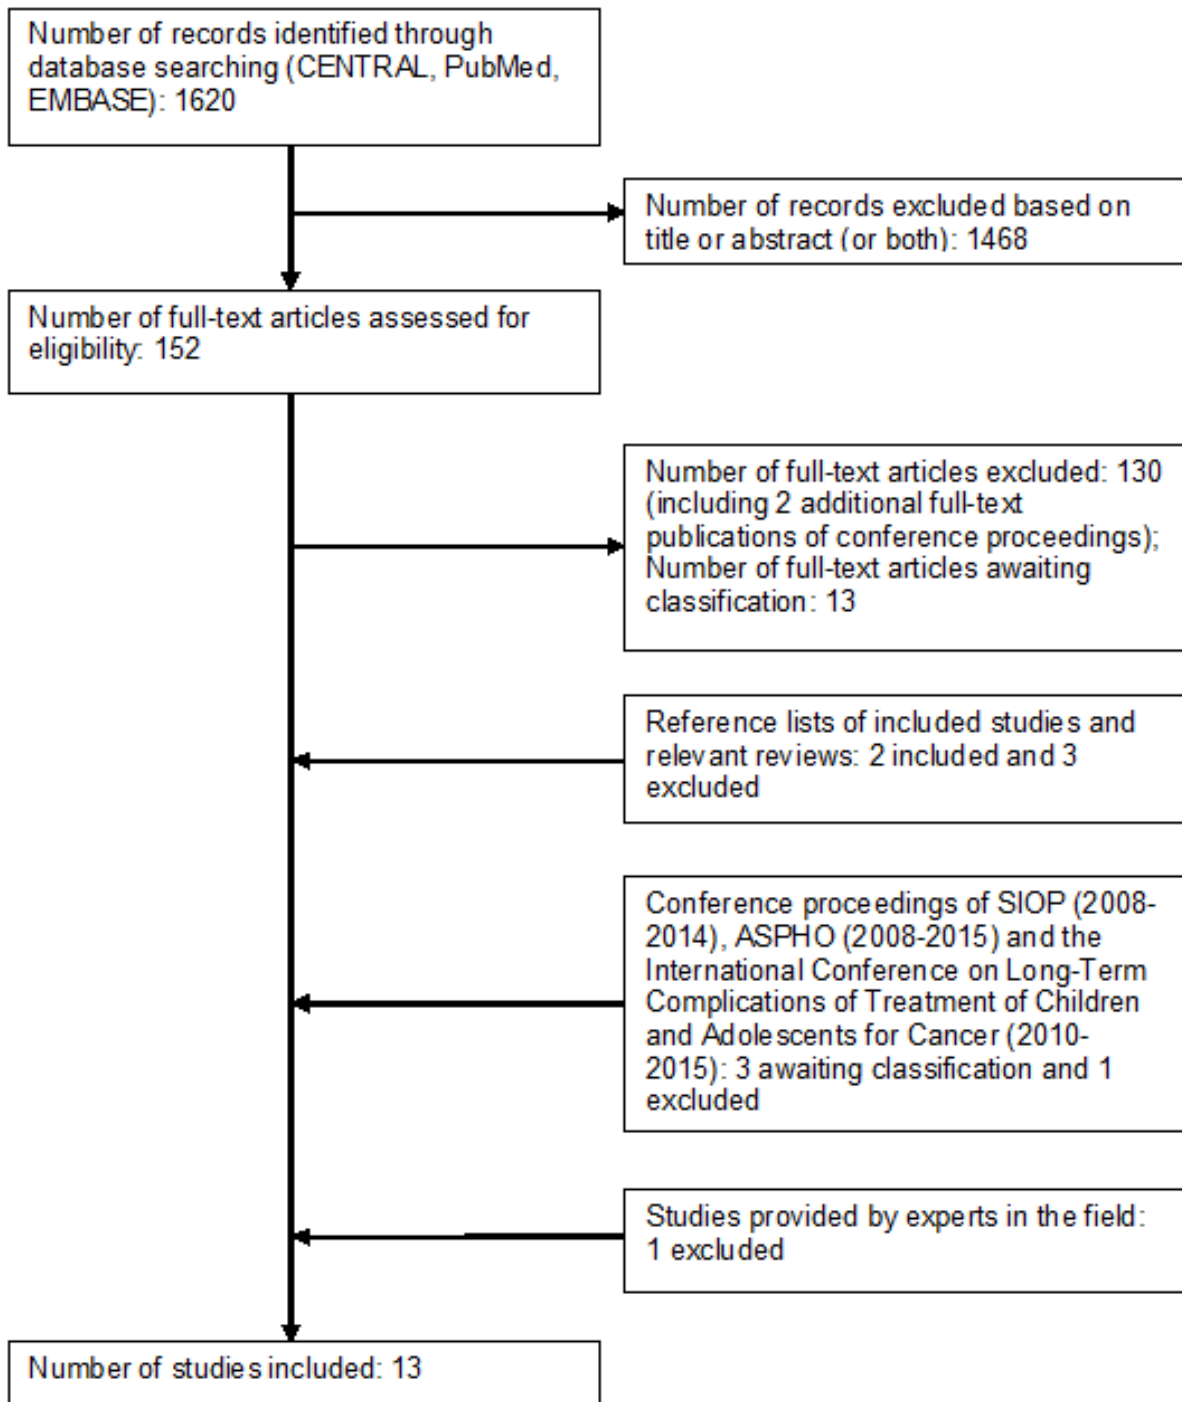 Number of records identified through
database searching (CENTRAL, PubMed,
EMBASE): 1620
Number of records excluded based on
title or abstract (or both): 1468
Number of full-text articles assessed for
eligibility: 152
Number of full-text articles excluded: 130
(including 2 additional full-text
publications of conference proceedings);
Number of full-text articles awaiting
classification: 13
Reference lists of included studies and
relevant reviews: 2 included and 3
excluded
Conference proceedings of SIOP (2008-
2014), ASPHO (2008-2015) and the
International Conference on Long-Term
Complications of Treatment of Children
and Adolescents for Cancer (2010-
2015): 3 awaiting classification and 1
excluded
Studies provided by experts in the field:
1 excluded
Number of studies included: 13